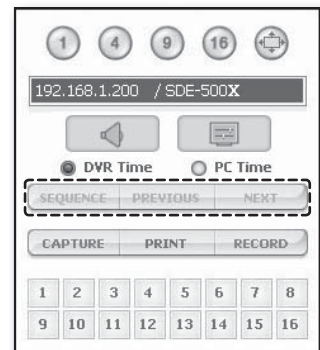 1 4 9 16
192.168.1.200 / SDE-500X
DVR Time PC Time
SEQUENCE PREVIOUS NEXT
CAPTURE PRINT RECORD
1 2 3 4 5 6 7 8
9 10 11 12 13 14 15 16